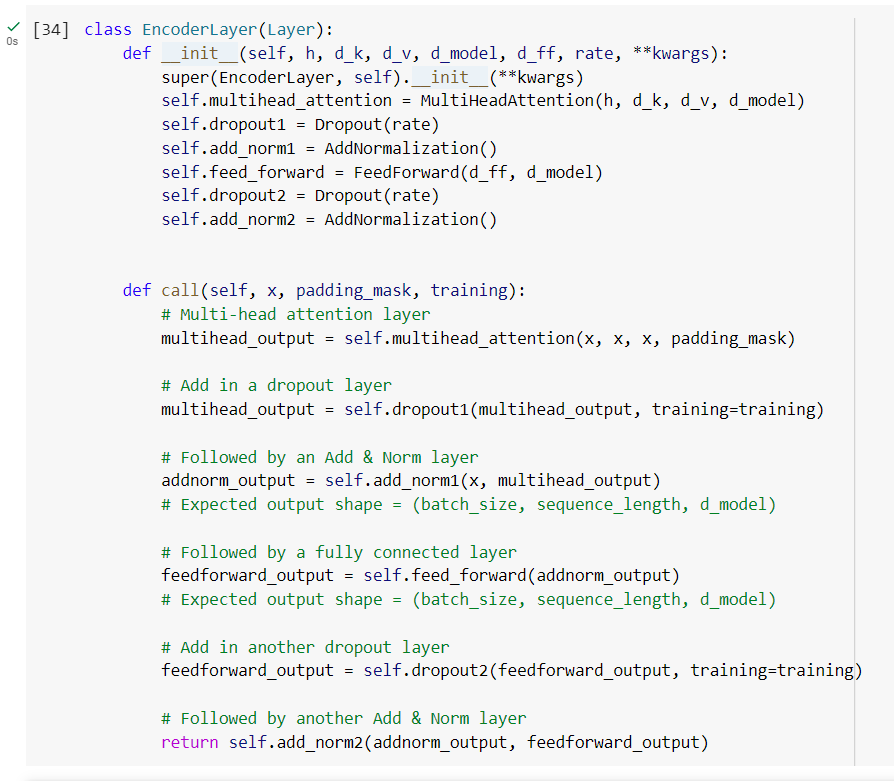 [34] class EncoderLayer(Layer):
0s
def __init__(self, h, d_k, d_v, d_model, d_ff, rate, **kwargs):
super(EncoderLayer, self).__init__(**kwargs)
self.multihead_attention = MultiHeadAttention(h, d_k, d_v, d_model)
self.dropout1 = Dropout(rate)
self.add_norm1 = AddNormalization()
self.feed_forward = FeedForward(d_ff, d_model)
self.dropout2 = Dropout(rate)
self.add_norm2 = AddNormalization()
def call(self, x, padding_mask, training):
# Multi-head attention layer
multihead_output = self.multihead_attention(x, x, x, padding_mask)
# Add in a dropout layer
multihead_output = self.dropout1(multihead_output, training=training)
# Followed by an Add & Norm layer
addnorm_output = self.add_norm1(x, multihead_output)
# Expected output shape = (batch_size, sequence_length, d_model)
# Followed by a fully connected layer
feedforward_output = self.feed_forward(addnorm_output)
# Expected output shape = (batch_size, sequence_length, d_model)
# Add in another dropout layer
feedforward_output = self.dropout2(feedforward_output, training=training)
# Followed by another Add & Norm layer
return self.add_norm2(addnorm_output, feedforward_output)